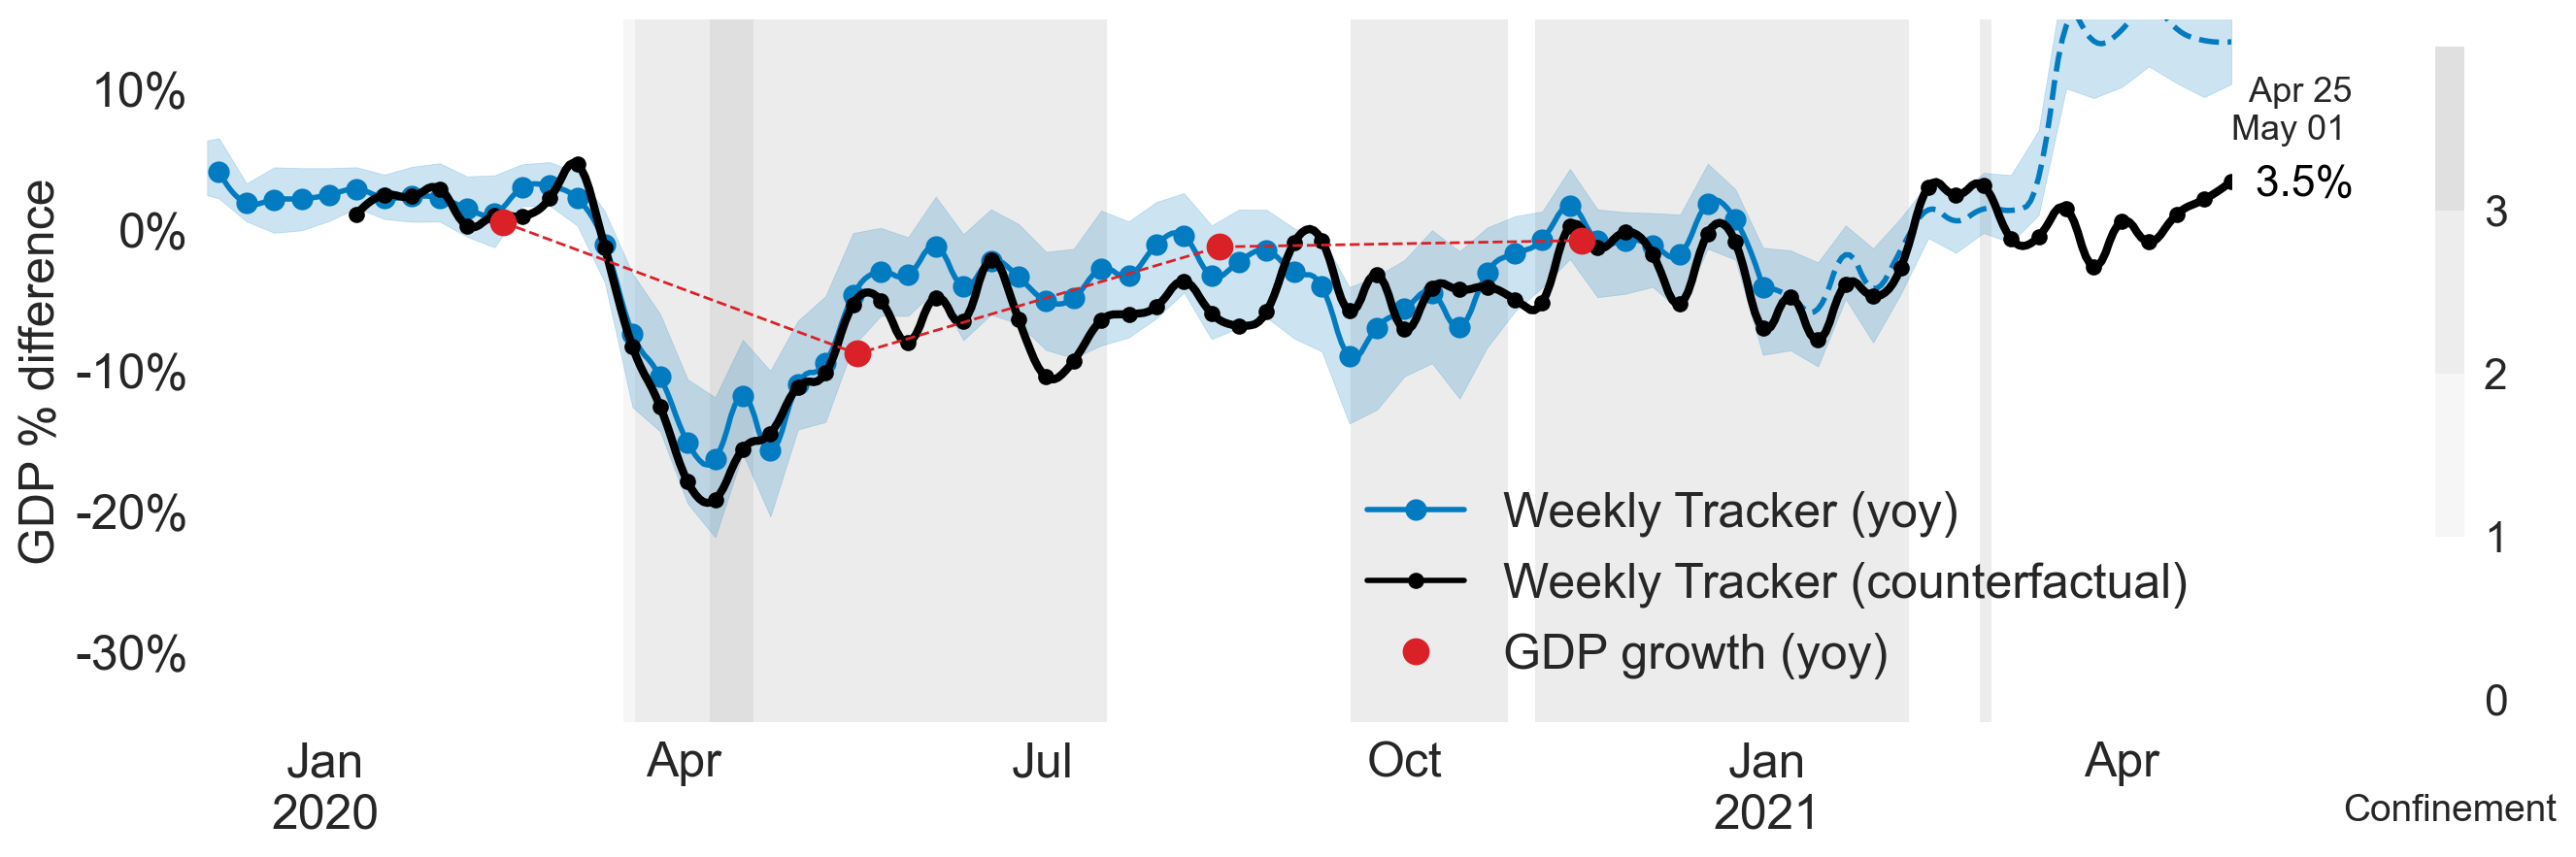 GDP % difference
10%
0%
-10%
-20%
-30%
Apr 25
May 01
3.5%
Weekly Tracker (yoy)
Weekly Tracker (counterfactual)
GDP growth (yoy)
3
2
1
0
Jan
2020
Apr
Jul
Oct
Jan
2021
Apr
Confinement